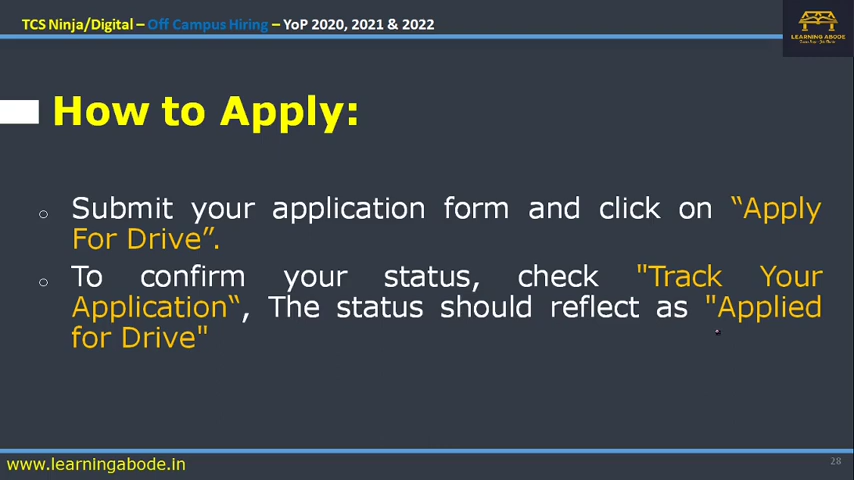 TCS Ninja/Digital – Off Campus Hiring – YoP 2020, 2021 & 2022
LEARNING ABODE
How to Apply:
○ Submit your application form and click on “Apply
For Drive”.
○ To confirm your status, check "Track Your
Application“, The status should reflect as "Applied
for Drive"
www.learningabode.in
28